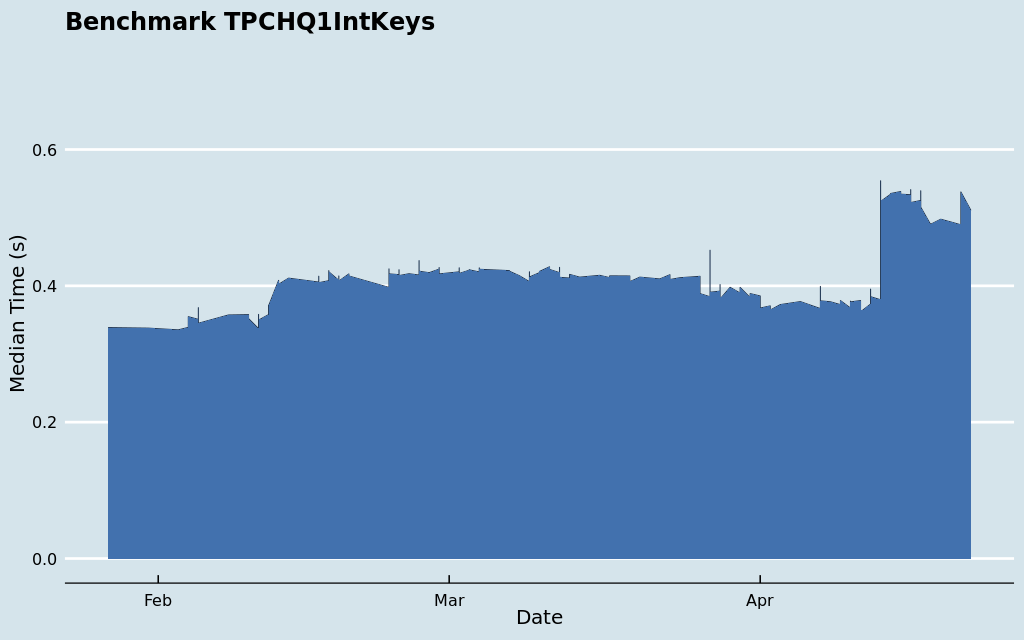 Benchmark TPCHQ1IntKeys
0.6
0.4
0.2
0.0
Median Time (s)
Feb
Mar
Apr
Date